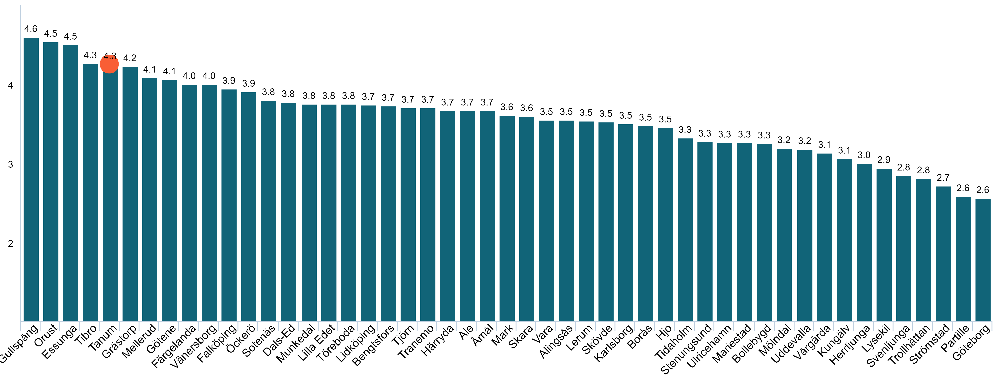 4.6 4.5 4.5 4.3 4.3 4.2 4.1 4.1 4.0 4.0 3.9 3.9 3.8 3.8 3.8 3.8 3.8 3.7 3.7 3.7 3.7 3.7 3.7 3.7 3.6 3.6 3.5 3.5 3.5 3.5 3.5 3.5 3.5 3.3 3.3 3.3 3.3 3.3 3.2 3.2 3.1 3.1 3.0 2.9 2.8 2.8 2.7 2.6 2.6
4
3
2
Gullspång
Orust
Essunga
Tibro
Tanum
Grästorp
Mellerud
Götene
Färgelanda
Vänersborg
Falköping
Öckerö
Sotenäs
Dals-Ed
Munkedal
Lilla Edet
Töreboda
Lidköping
Bengtsfors
Tjörn
Tranemo
Härryda
Ale
Åmål
Mark
Skara
Vara
Alingsås
Lerum
Skövde
Karlsborg
Borås
Hjo
Tidaholm
Stenungsund
Ulricehamn
Mariestad
Bollebygd
Mölndal
Uddevalla
Vårgårda
Kungälv
Herrljunga
Lysekil
Svenljunga
Trollhättan
Strömstad
Partille
Göteborg